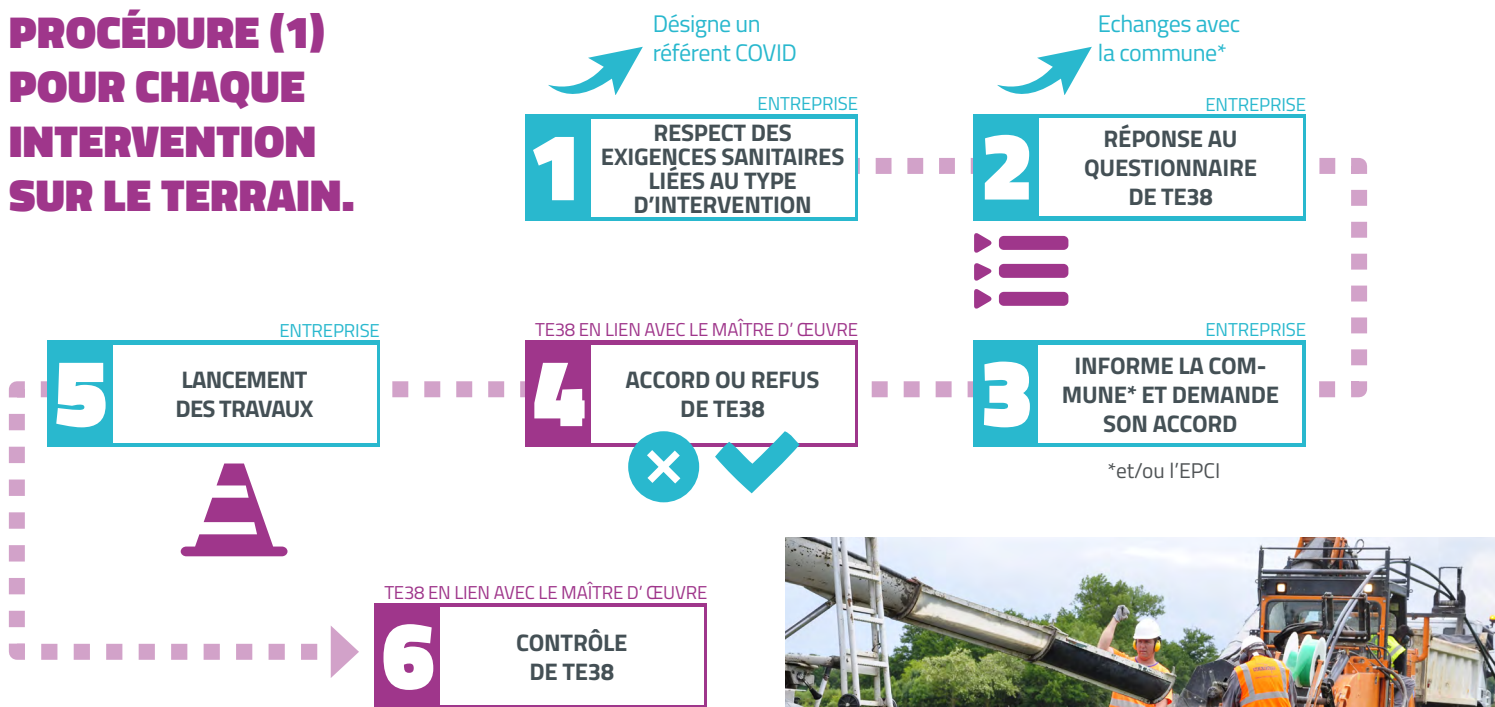 PROCÉDURE (1)
POUR CHAQUE
INTERVENTION
SUR LE TERRAIN.
Désigne un
référent COVID
ENTREPRISE
1
RESPECT DES
EXIGENCES SANITAIRES
LIÉES AU TYPE
D'INTERVENTION
Echanges avec
la commune*
ENTREPRISE
2
RÉPONSE AU
QUESTIONNAIRE
DE TE38
ENTREPRISE
3
INFORME LA COM-
MUNE* ET DEMANDE
SON ACCORD
*et/ou l'EPCI
TE38 EN LIEN AVEC LE MAÎTRE D' ŒUVRE
4
ACCORD OU REFUS
DE TE38
ENTREPRISE
5
LANCEMENT
DES TRAVAUX
TE38 EN LIEN AVEC LE MAÎTRE D' ŒUVRE
6
CONTRÔLE
DE TE38